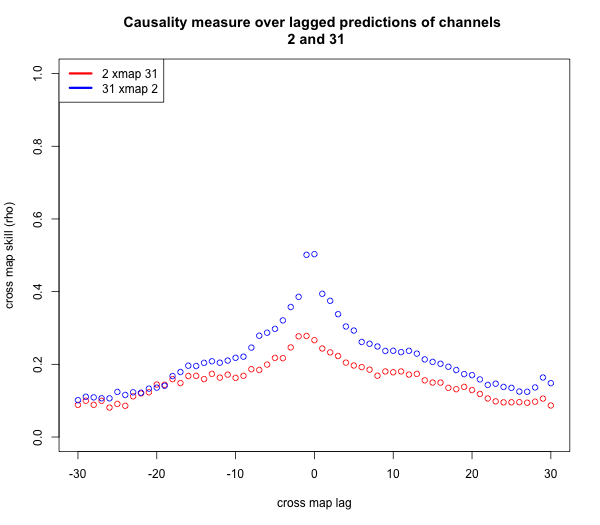 Causality measure over lagged predictions of channels
2 and 31
2 xmap 31
31 xmap 2
cross map skill (rho)
1.0
0.8
0.6
0.4
0.2
0.0
-30 -20 -10 0 10 20 30
cross map lag